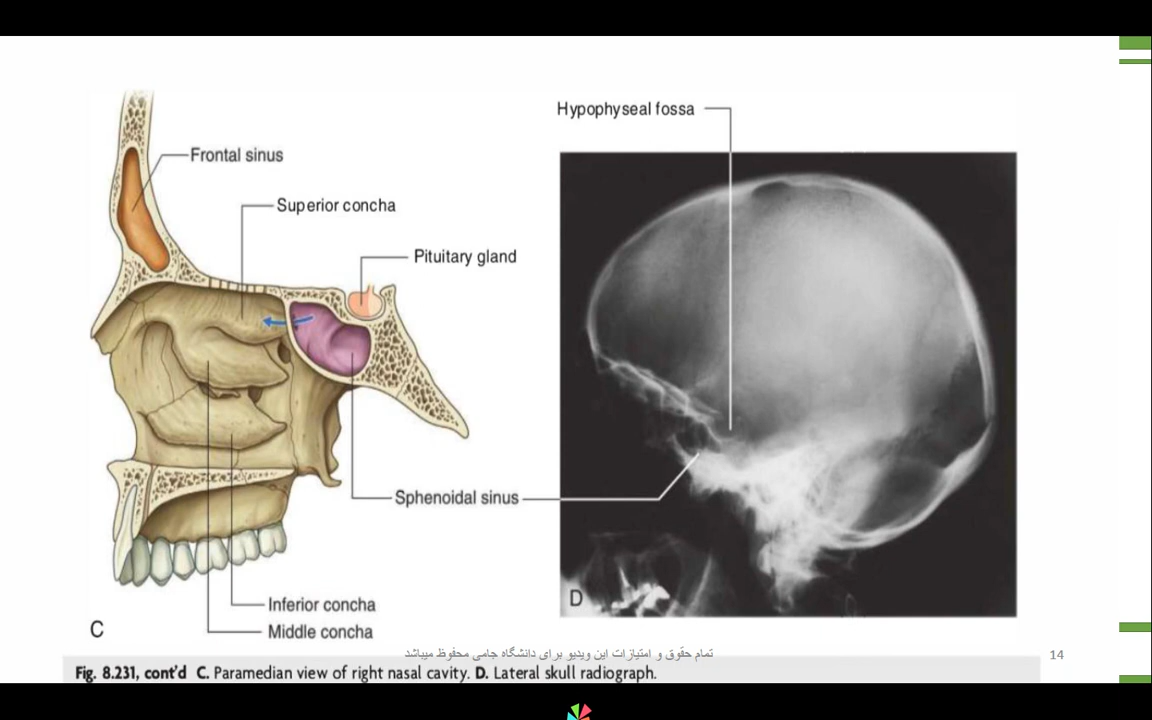 Hypophyseal fossa
Frontal sinus
Superior concha
Pituitary gland
Sphenoidal sinus
D
Inferior concha
C
Middle concha
تمام حقوق و امتیازات این ویدیو برای دانشگاه جامی محفوظ میباشد
14
Fig. 8.231, cont'd C. Paramedian view of right nasal cavity. D. Lateral skull radiograph.